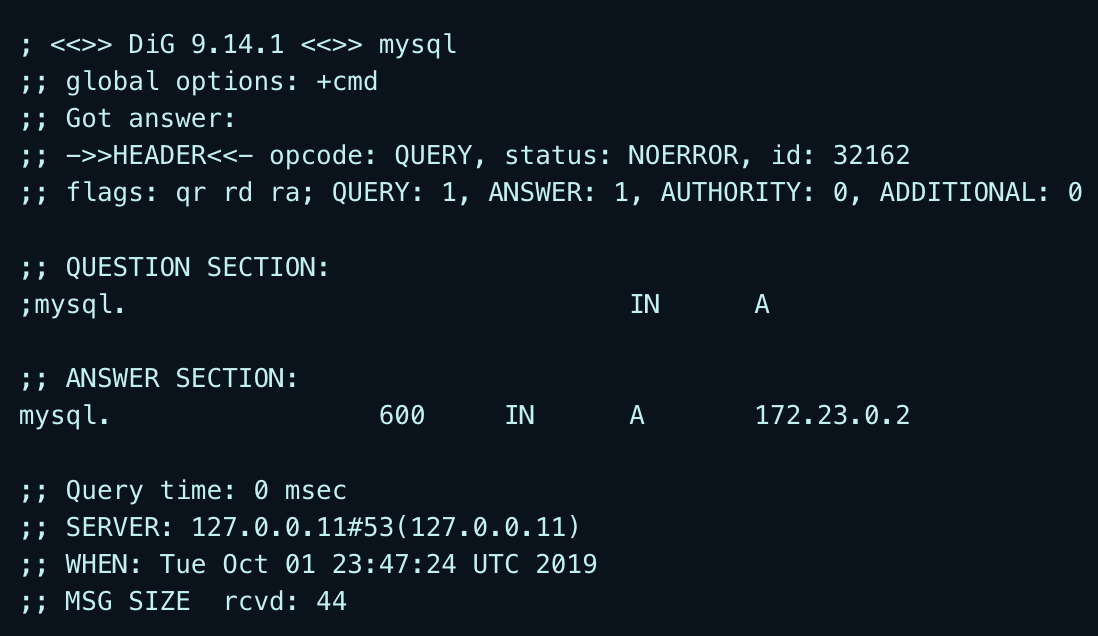 ; <<>> DiG 9.14.1 <<>> mysql
;; global options: +cmd
;; Got answer:
;; ->>HEADER<<- opcode: QUERY, status: NOERROR, id: 32162
;; flags: qr rd ra; QUERY: 1, ANSWER: 1, AUTHORITY: 0, ADDITIONAL: 0
;; QUESTION SECTION:
;mysql. IN A
;; ANSWER SECTION:
mysql. 600 IN A 172.23.0.2
;; Query time: 0 msec
;; SERVER: 127.0.0.11#53(127.0.0.11)
;; WHEN: Tue Oct 01 23:47:24 UTC 2019
;; MSG SIZE  rcvd: 44